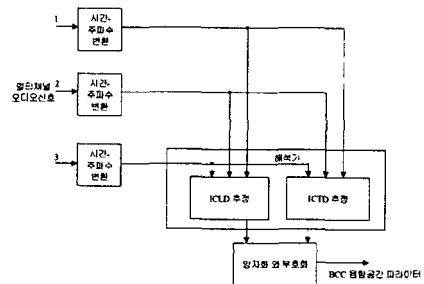 1
시간-
주파수
변환
멀티채널
오디오신호
2
시간-
주파수
변환
3
시간-
주파수
변환
해석기
ICLD 추정
ICTD 추정
양자화 와 부호화
BCC 음향공간 파라미터